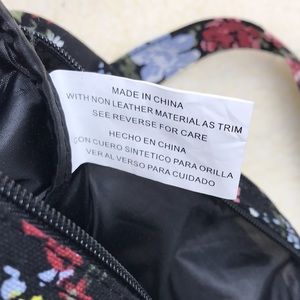 MADE IN CHINA
WITH NON LEATHER MATERIAL AS TRIM
SEE REVERSE FOR CARE
HECHO EN CHINA
CON CUERO SINTETICO PARA ORILLA
VER AL VERSO PARA CUIDADO